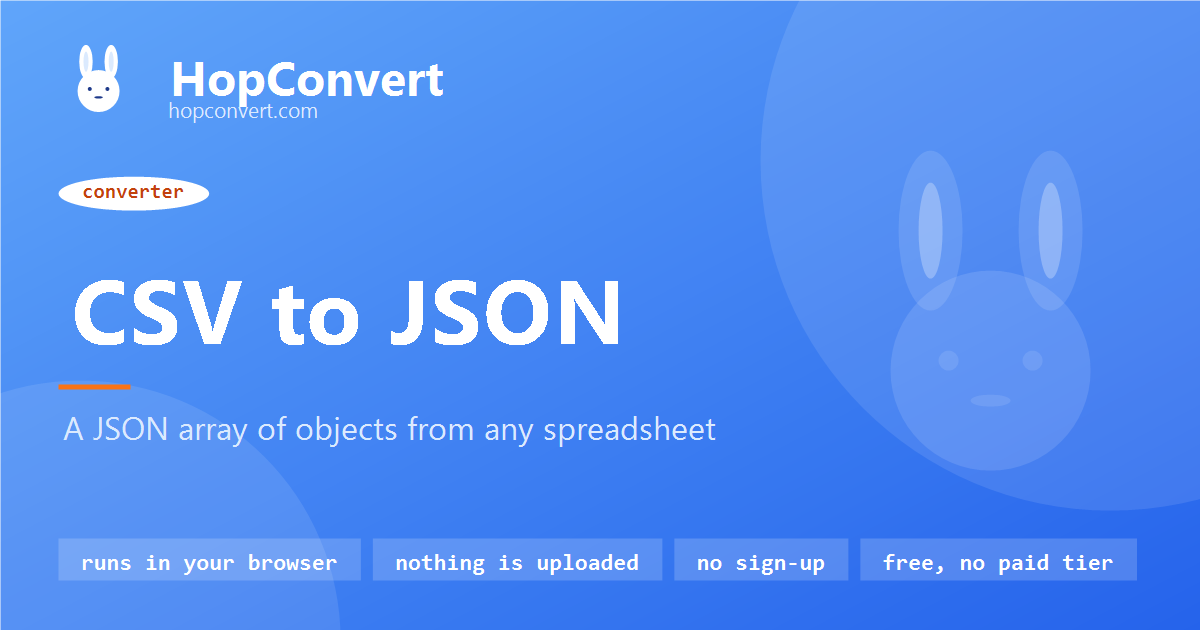 HopConvert
hopconvert.com
converter
CSV to JSON
A JSON array of objects from any spreadsheet
runs in your browser
nothing is uploaded
no sign-up
free, no paid tier